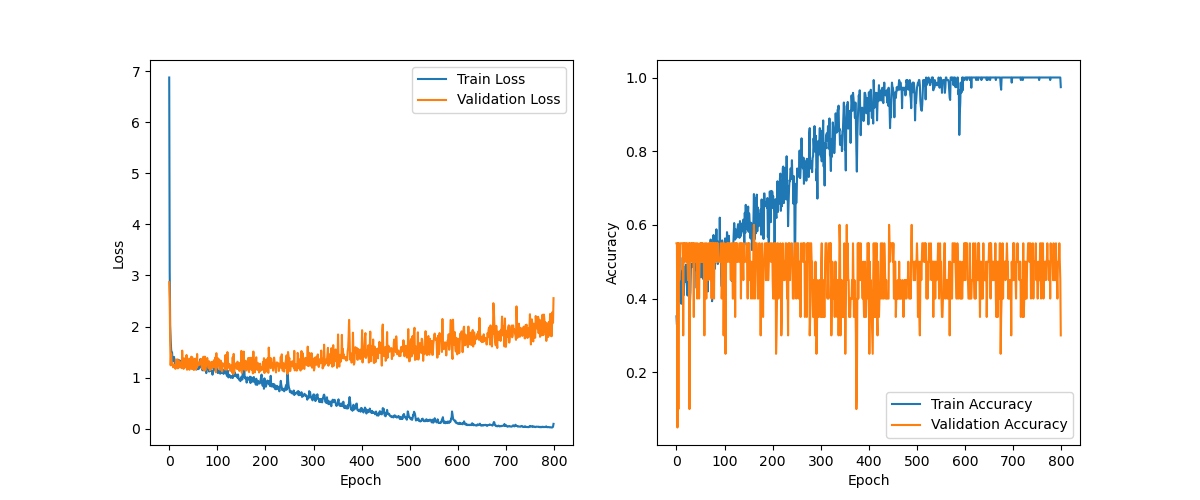 7
6
5
4
3
2
1
0
Loss
0 100 200 300 400 500 600 700 800
Epoch
Train Loss
Validation Loss
1.0
0.8
0.6
0.4
0.2
Accuracy
0 100 200 300 400 500 600 700 800
Epoch
Train Accuracy
Validation Accuracy